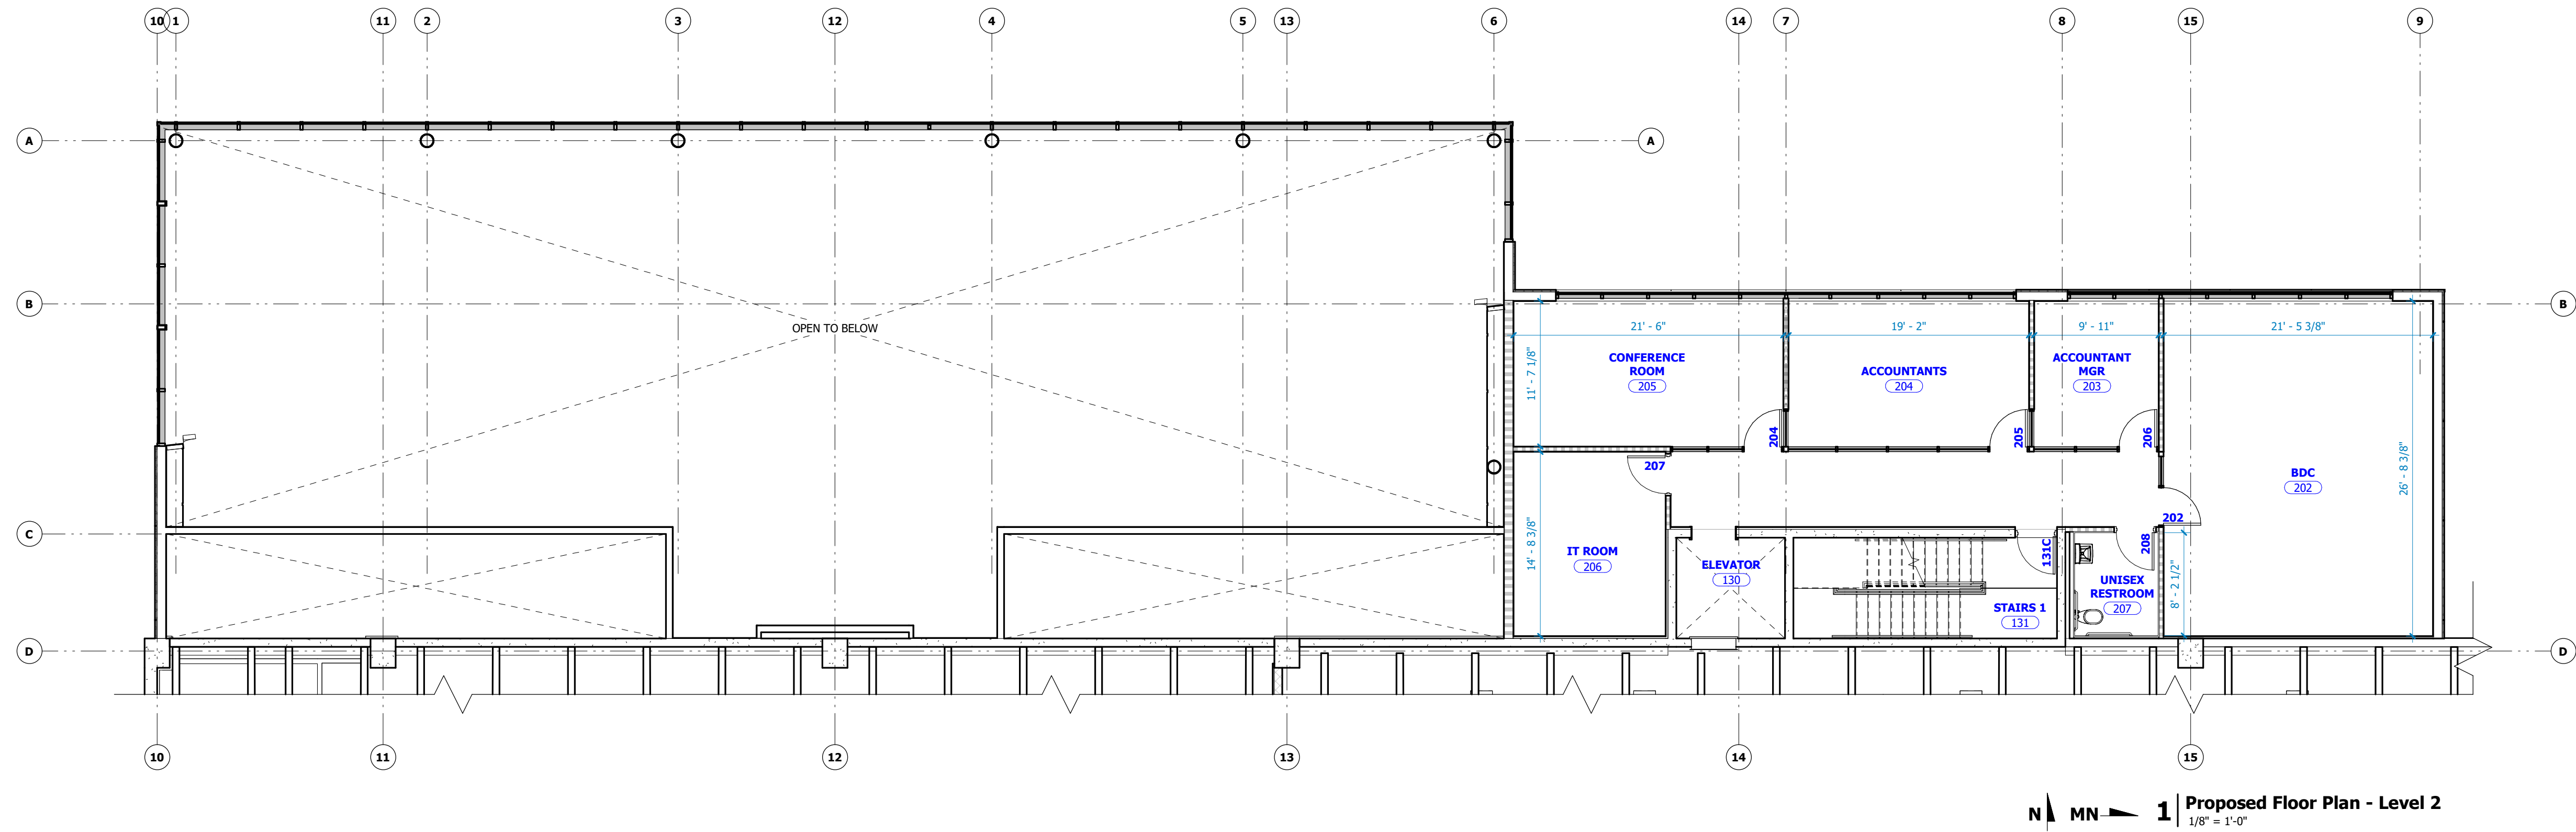 10 1 11 2 3 12 4 5 13 6 14 7 8 15 9
A A
B B
OPEN TO BELOW
21' - 6" 19' - 2" 9' - 11" 21' - 5 3/8"
11' - 7 1/8"
CONFERENCE
ROOM
205
ACCOUNTANTS
204
ACCOUNTANT
MGR
203
204
205
206
207
BDC
202
26' - 8 3/8"
202
C
14' - 8 3/8"
IT ROOM
206
ELEVATOR
130
131C
STAIRS 1
131
208
UNISEX
RESTROOM
207
8' - 2 1/2"
D D
10 11 12 13 14 15
N MN 1 Proposed Floor Plan - Level 2
1/8" = 1'-0"